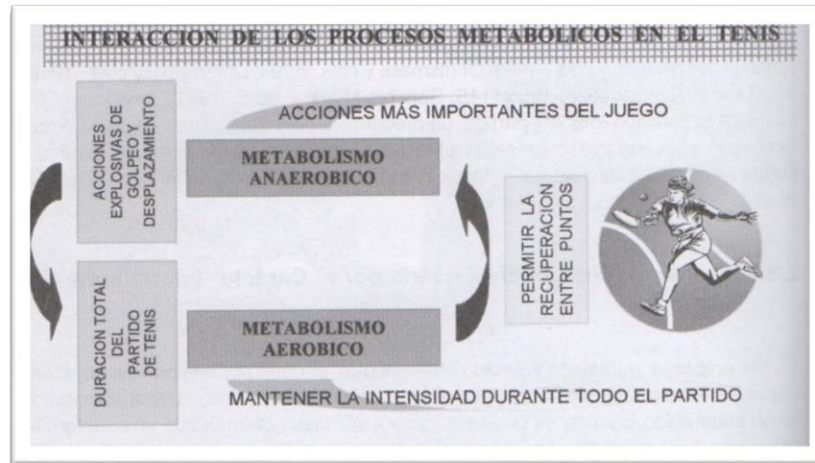 INTERACCION DE LOS PROCESOS METABOLICOS EN EL TENIS
ACCIONES
EXPLOSIVAS DE
GOLPEO Y
DESPLAZAMIENTO
ACCIONES MÁS IMPORTANTES DEL JUEGO
METABOLISMO
ANAEROBICO
PERMITIR LA
RECUPERACION
ENTRE PUNTOS
DURACION TOTAL
DEL
PARTIDO
DE TENIS
METABOLISMO
AEROBICO
MANTENER LA INTENSIDAD DURANTE TODO EL PARTIDO